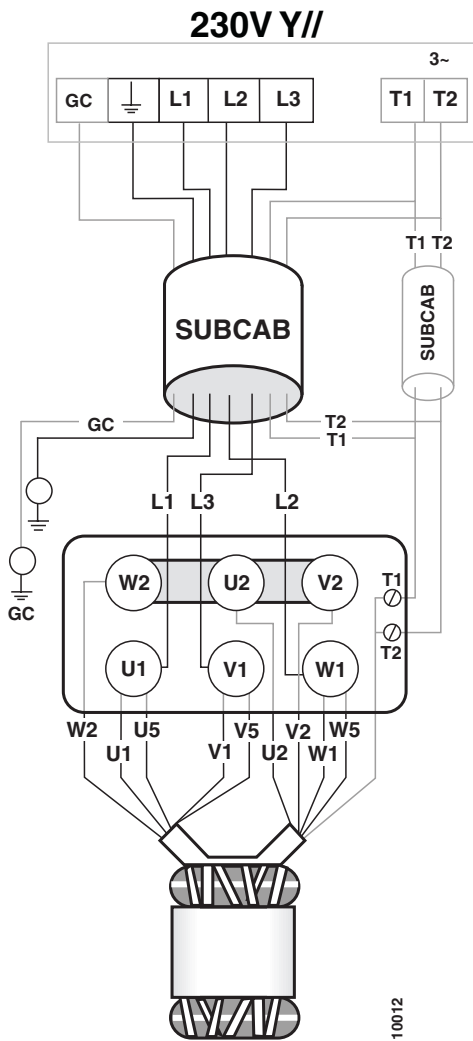 230V Y//
3~
GC L1 L2 L3 T1 T2
T1 T2
SUBCAB
SUBCAB
GC
T2
T1
L1 L3 L2
W2 U2 V2
T1
GC
T2
U1 V1 W1
W2 U5 V5 V2 W5
U1 V1 U2 W1
10012